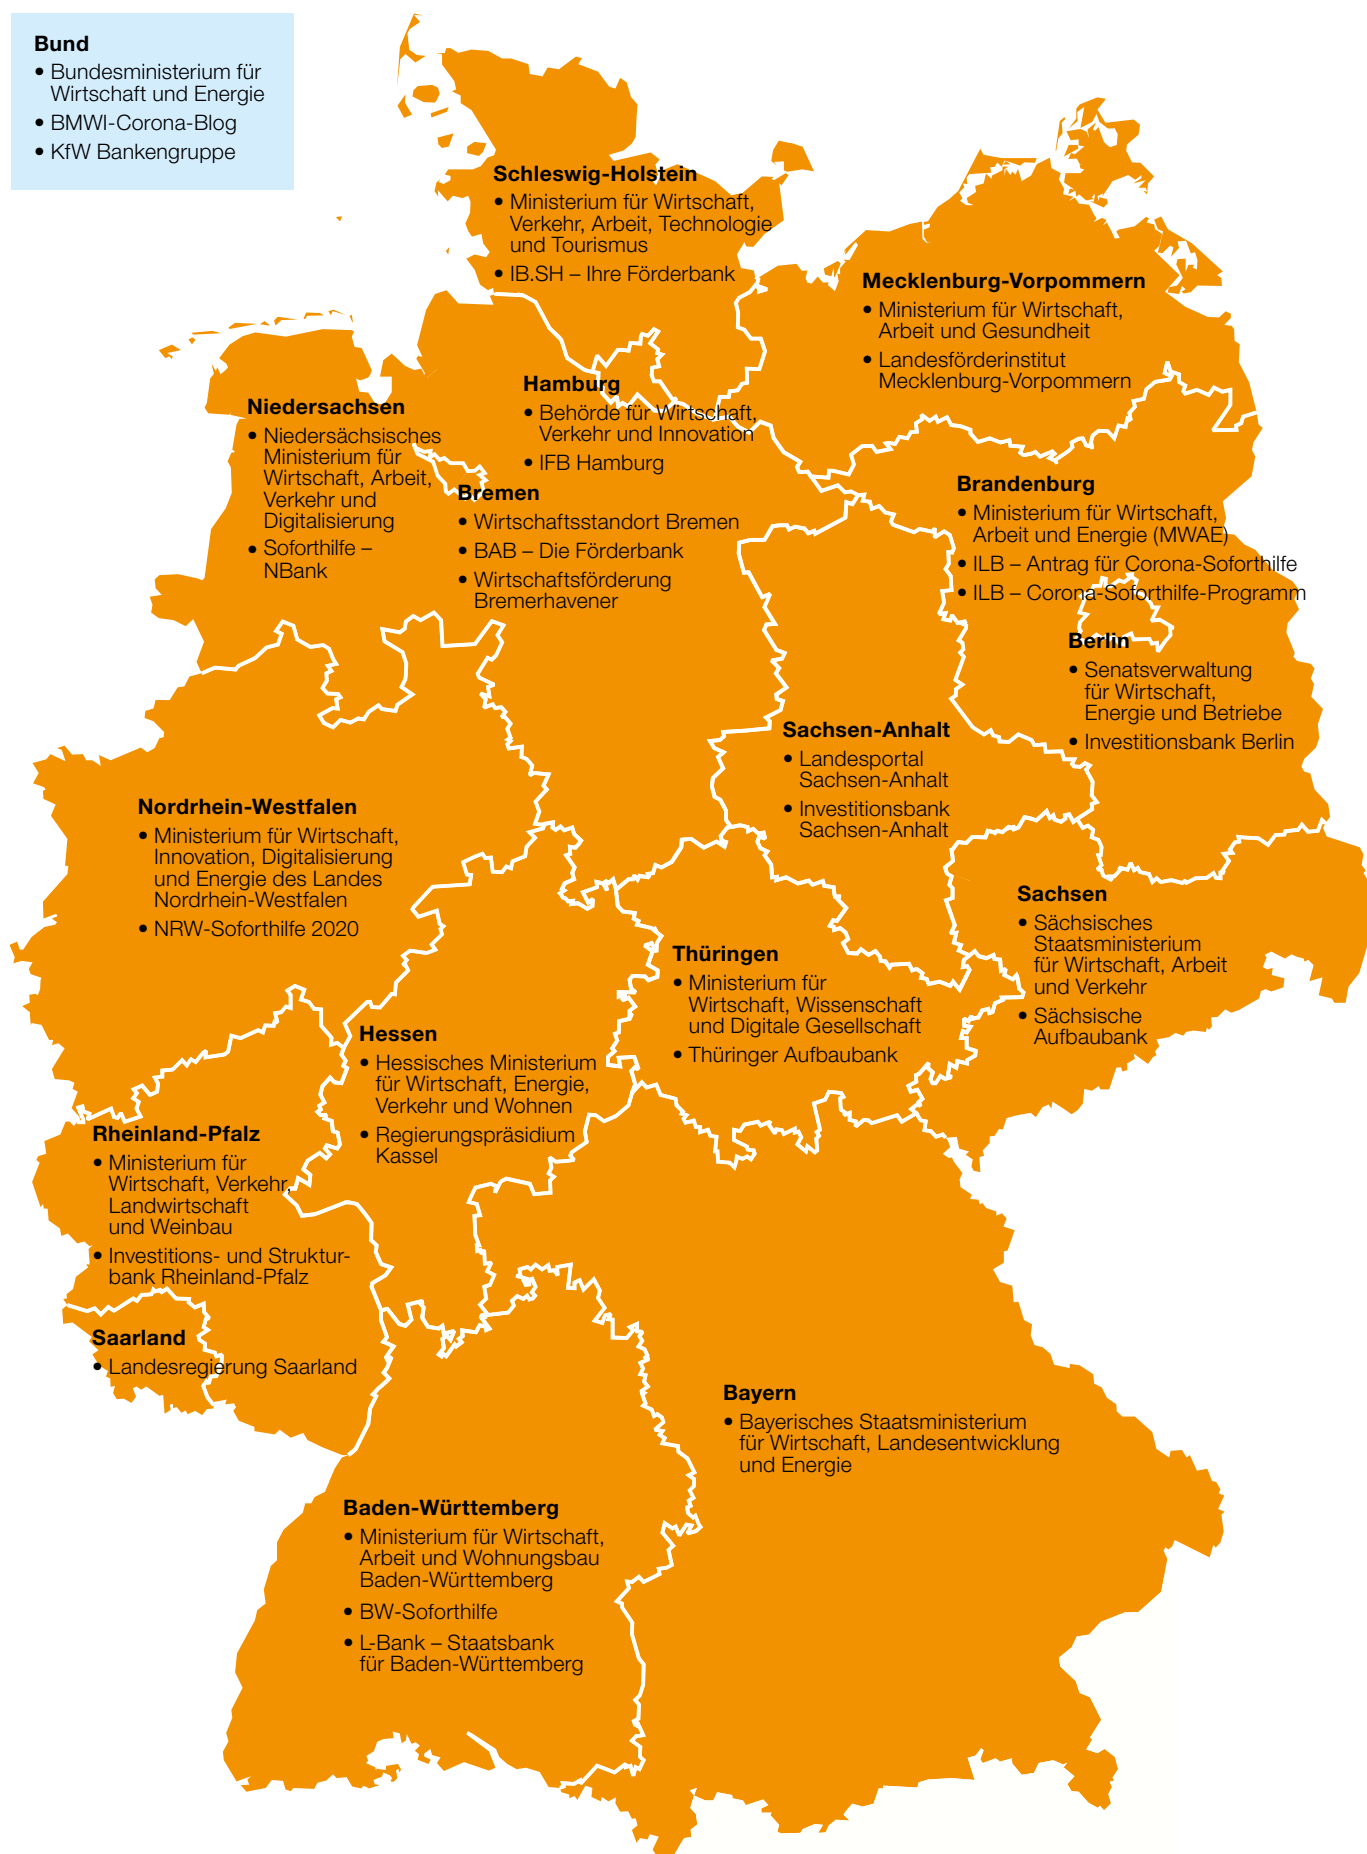 Bund
• Bundesministerium für
Wirtschaft und Energie
• BMWI-Corona-Blog
• KfW Bankengruppe
Schleswig-Holstein
• Ministerium für Wirtschaft,
Verkehr, Arbeit, Technologie
und Tourismus
• IB.SH – Ihre Förderbank
Mecklenburg-Vorpommern
• Ministerium für Wirtschaft,
Arbeit und Gesundheit
• Landesförderinstitut
Mecklenburg-Vorpommern
Hamburg
• Behörde für Wirtschaft,
Verkehr und Innovation
• IFB Hamburg
Niedersachsen
• Niedersächsisches
Ministerium für
Wirtschaft, Arbeit,
Verkehr und
Digitalisierung
• Soforthilfe –
NBank
Bremen
• Wirtschaftsstandort Bremen
• BAB – Die Förderbank
• Wirtschaftsförderung
Bremerhavener
Brandenburg
• Ministerium für Wirtschaft,
Arbeit und Energie (MWAE)
• ILB – Antrag für Corona-Soforthilfe
• ILB – Corona-Soforthilfe-Programm
Berlin
• Senatsverwaltung
für Wirtschaft,
Energie und Betriebe
• Investitionsbank Berlin
Sachsen-Anhalt
• Landesportal
Sachsen-Anhalt
• Investitionsbank
Sachsen-Anhalt
Nordrhein-Westfalen
• Ministerium für Wirtschaft,
Innovation, Digitalisierung
und Energie des Landes
Nordrhein-Westfalen
• NRW-Soforthilfe 2020
Sachsen
• Sächsisches
Staatsministerium
für Wirtschaft, Arbeit
und Verkehr
• Sächsische
Aufbaubank
Thüringen
• Ministerium für
Wirtschaft, Wissenschaft
und Digitale Gesellschaft
• Thüringer Aufbaubank
Hessen
• Hessisches Ministerium
für Wirtschaft, Energie,
Verkehr und Wohnen
• Regierungspräsidium
Kassel
Rheinland-Pfalz
• Ministerium für
Wirtschaft, Verkehr,
Landwirtschaft
und Weinbau
• Investitions- und Struktur-
bank Rheinland-Pfalz
Saarland
• Landesregierung Saarland
Bayern
• Bayerisches Staatsministerium
für Wirtschaft, Landesentwicklung
und Energie
Baden-Württemberg
• Ministerium für Wirtschaft,
Arbeit und Wohnungsbau
Baden-Württemberg
• BW-Soforthilfe
• L-Bank – Staatsbank
für Baden-Württemberg